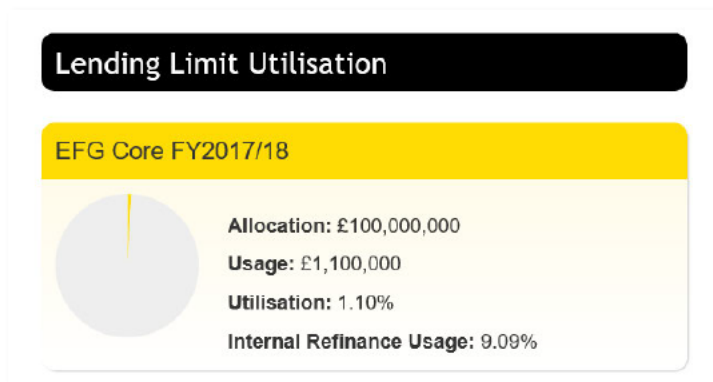 Lending Limit Utilisation
EFG Core FY2017/18
Allocation: £100,000,000
Usage: £1,100,000
Utilisation: 1.10%
Internal Refinance Usage: 9.09%